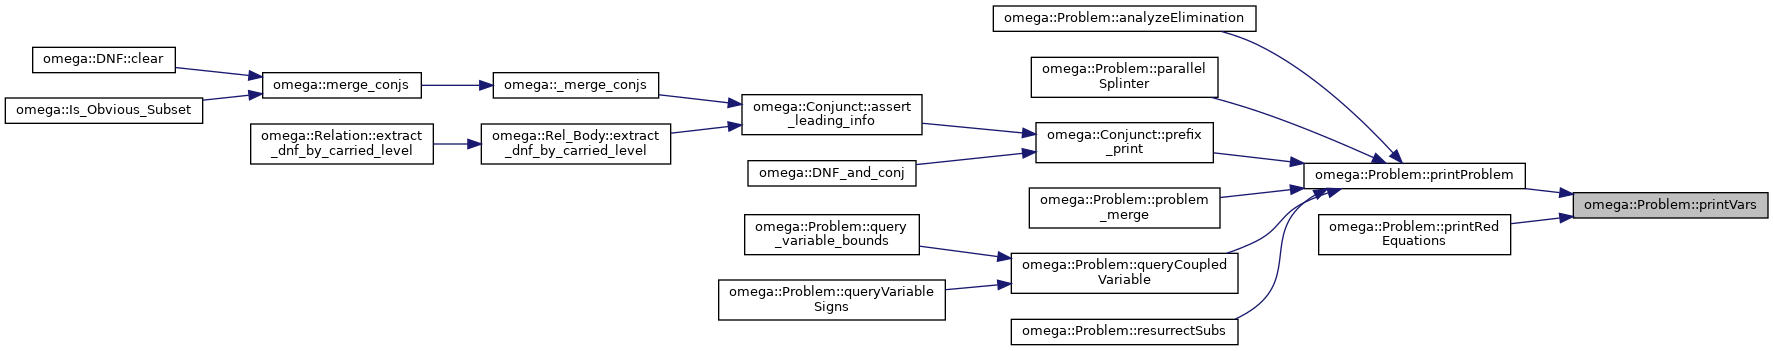 omega::Problem::analyzeElimination
omega::DNF::clear
omega::Problem::parallel
Splinter
omega::merge_conjs
omega::_merge_conjs
omega::Is_Obvious_Subset
omega::Conjunct::assert
_leading_info
omega::Relation::extract
_dnf_by_carried_level
omega::Rel_Body::extract
_dnf_by_carried_level
omega::Conjunct::prefix
_print
omega::DNF_and_conj
omega::Problem::printProblem
omega::Problem::problem
_merge
omega::Problem::printVars
omega::Problem::query
_variable_bounds
omega::Problem::printRed
Equations
omega::Problem::queryCoupled
Variable
omega::Problem::queryVariable
Signs
omega::Problem::resurrectSubs